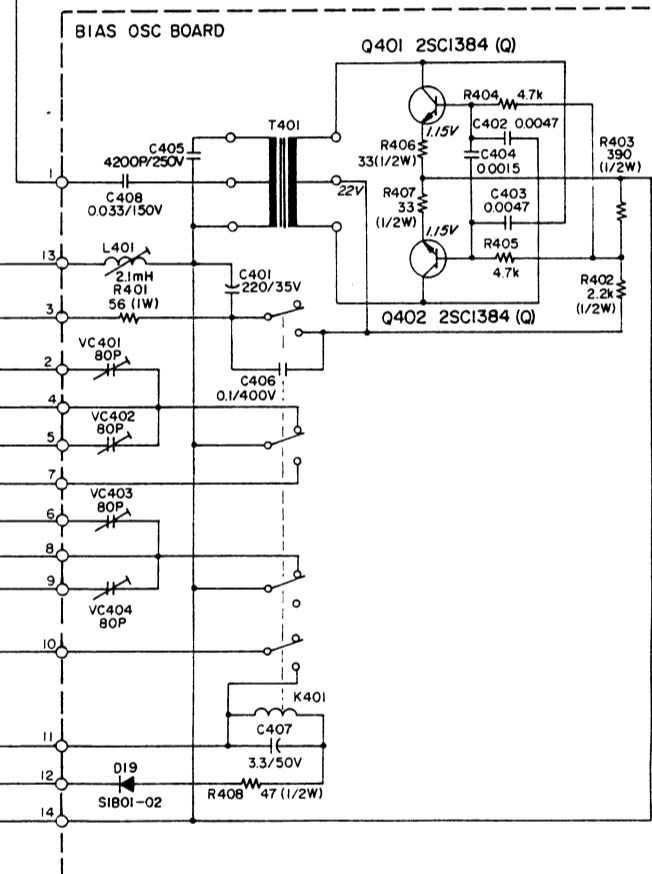 BIAS OSC BOARD
Q401 2SC1384 (Q)
T401
R404 4.7k
C402 0.0047
1.15V
R406
33(1/2W)
C404
0.0015
R403
390
(1/2W)
C405
4200P/250V
1
C408
0.033/150V
22V
R407
33
(1/2W)
C403
0.0047
1.15V
R405
4.7k
13
L401
2.1mH
R401
56 (1W)
C401
220/35V
R402
2.2k
(1/2W)
3
Q402 2SC1384 (Q)
VC401
80P
2
C406
0.1/400V
4
VC402
80P
5
7
VC403
80P
6
8
9
VC404
80P
10
K401
11
C407
3.3/50V
12
D19
S1B01-02
R408 47 (1/2W)
14